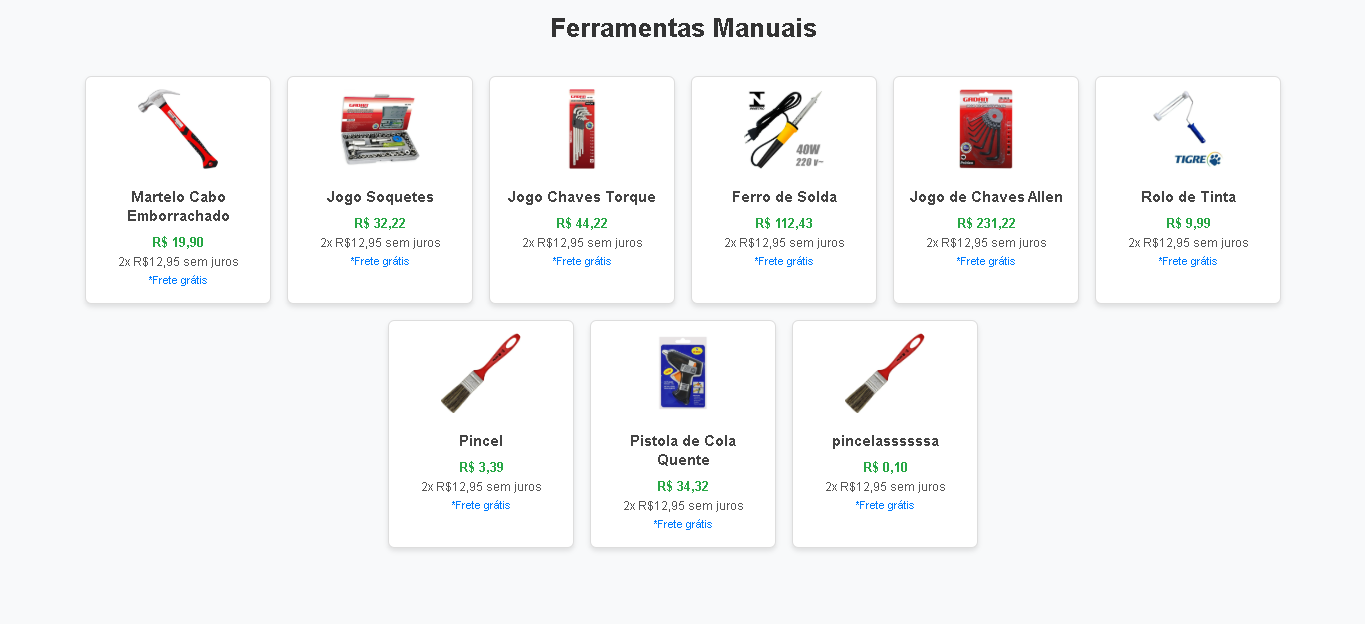 Ferramentas Manuais
GEDORE
40W
220 v~
TIGRE
Martelo Cabo
Emborrachado
R$ 19,90
2x R$12,95 sem juros
*Frete grátis
Jogo Soquetes
R$ 32,22
2x R$12,95 sem juros
*Frete grátis
Jogo Chaves Torque
R$ 44,22
2x R$12,95 sem juros
*Frete grátis
Ferro de Solda
R$ 112,43
2x R$12,95 sem juros
*Frete grátis
Jogo de Chaves Allen
R$ 231,22
2x R$12,95 sem juros
*Frete grátis
Rolo de Tinta
R$ 9,99
2x R$12,95 sem juros
*Frete grátis
Pincel
R$ 3,39
2x R$12,95 sem juros
*Frete grátis
Pistola de Cola
Quente
R$ 34,32
2x R$12,95 sem juros
*Frete grátis
pincelassssssa
R$ 0,10
2x R$12,95 sem juros
*Frete grátis